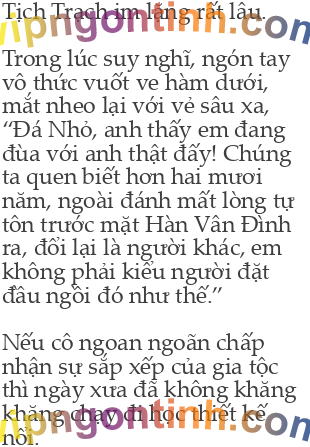 Tịch Trạch im lặng rất lâu.
vipngontinh.com
Trong lúc suy nghĩ, ngón tay
vô thức vuốt ve hàm dưới,
mắt nheo lại với vẻ sâu xa,
“Đá Nhỏ, anh thấy em đang
đùa với anh thật đấy! Chúng
ta quen biết hơn hai mươi
năm, ngoài đánh mất lòng tự
tôn trước mặt Hàn Vân Đình
ra, đổi lại là người khác, em
không phải kiểu người đặt
đầu ngồi đó như thế.”
Nếu cô ngoan ngoãn chấp
nhận sự sắp xếp của gia tộc
thì ngày xưa đã không khăng
khăng chạy đi học thiết kế
vipngontinh.com
nổi.